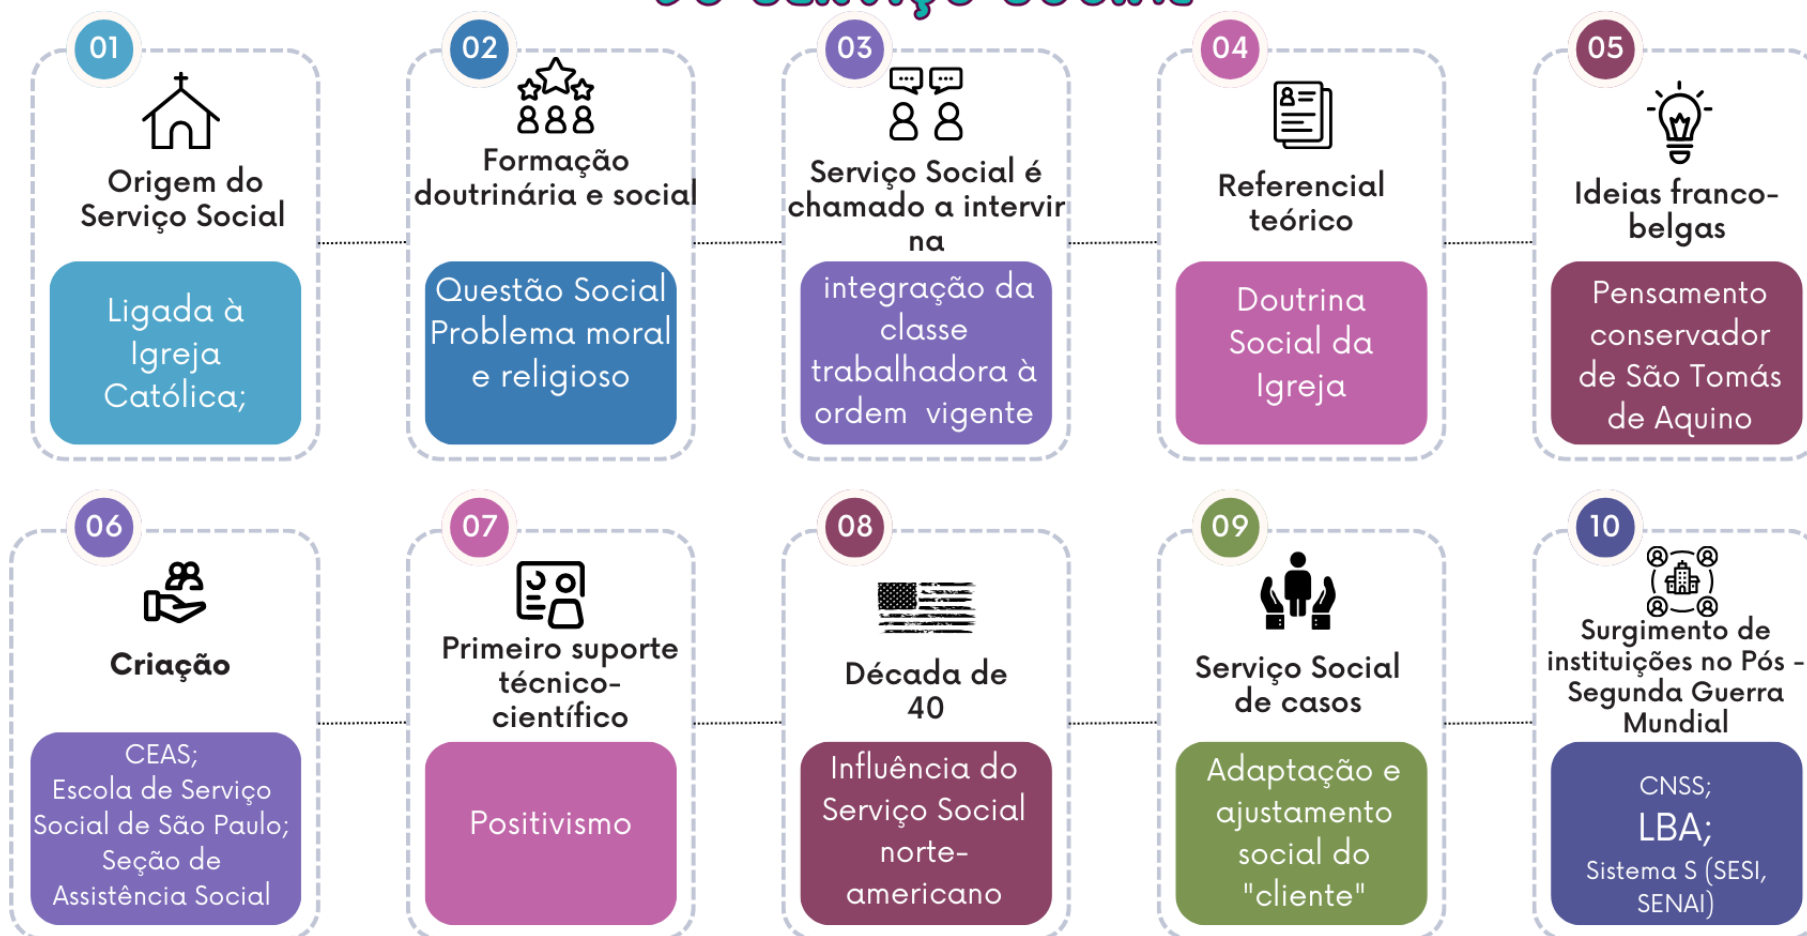 DO SERVIÇO SOCIAL
01
Origem do
Serviço Social
Ligada à
Igreja
Católica;
02
Formação
doutrinária e social
Questão Social
Problema moral
e religioso
03
Serviço Social é
chamado a intervir
na
integração da
classe
trabalhadora à
ordem vigente
04
Referencial
teórico
Doutrina
Social da
Igreja
05
Ideias franco-
belgas
Pensamento
conservador
de São Tomás
de Aquino
06
Criação
CEAS;
Escola de Serviço
Social de São Paulo;
Seção de
Assistência Social
07
Primeiro suporte
técnico-
científico
Positivismo
08
Década de
40
Influência do
Serviço Social
norte-
americano
09
Serviço Social
de casos
Adaptação e
ajustamento
social do
"cliente"
10
Surgimento de
instituições no Pós -
Segunda Guerra
Mundial
CNSS;
LBA;
Sistema S (SESI,
SENAI)